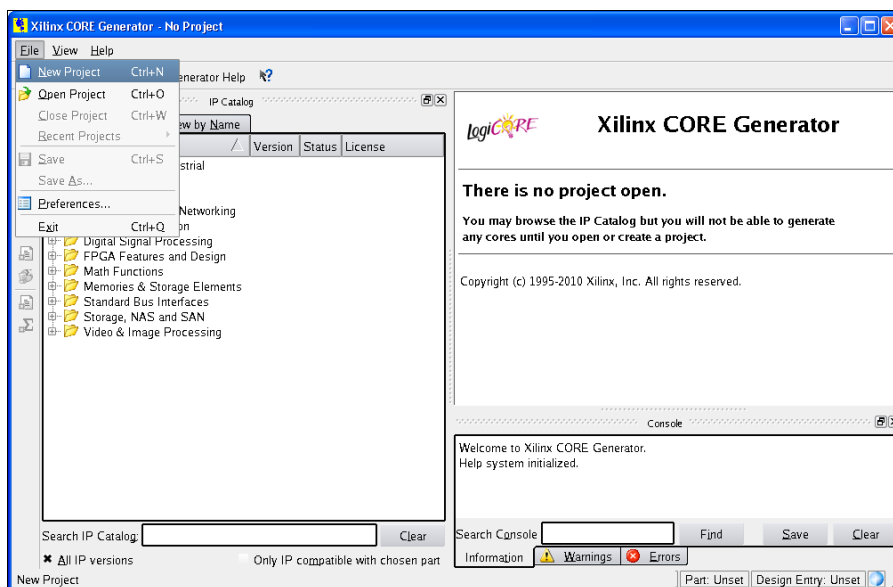 Xilinx CORE Generator - No Project
File View Help
New Project Ctrl+N
Open Project Ctrl+O
Close Project Ctrl+W
Recent Projects
Save Ctrl+S
Save As...
Preferences...
Exit Ctrl+Q
enerator Help
IP Catalog
ew by Name
Version Status License
strial
Networking
on
Digital Signal Processing
FPGA Features and Design
Math Functions
Memories & Storage Elements
Standard Bus Interfaces
Storage, NAS and SAN
Video & Image Processing
Search IP Catalog: Clear
All IP versions Only IP compatible with chosen part
LogiCORE Xilinx CORE Generator
There is no project open.
You may browse the IP Catalog but you will not be able to generate
any cores until you open or create a project.
Copyright (c) 1995-2010 Xilinx, Inc. All rights reserved.
Console
Welcome to Xilinx CORE Generator.
Help system initialized.
Search Console Find Save Clear
Information Warnings Errors
New Project Part: Unset Design Entry: Unset